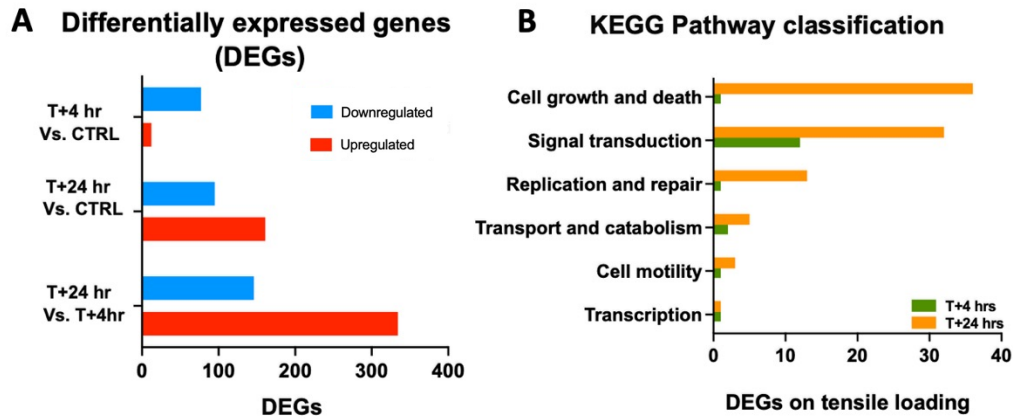 A
Differentially expressed genes
(DEGs)
T+4 hr
Vs. CTRL
T+24 hr
Vs. CTRL
T+24 hr
Vs. T+4hr
Downregulated
Upregulated
0 100 200 300 400
DEGs
B
KEGG Pathway classification
Cell growth and death
Signal transduction
Replication and repair
Transport and catabolism
Cell motility
Transcription
T+4 hrs
T+24 hrs
0 10 20 30 40
DEGs on tensile loading